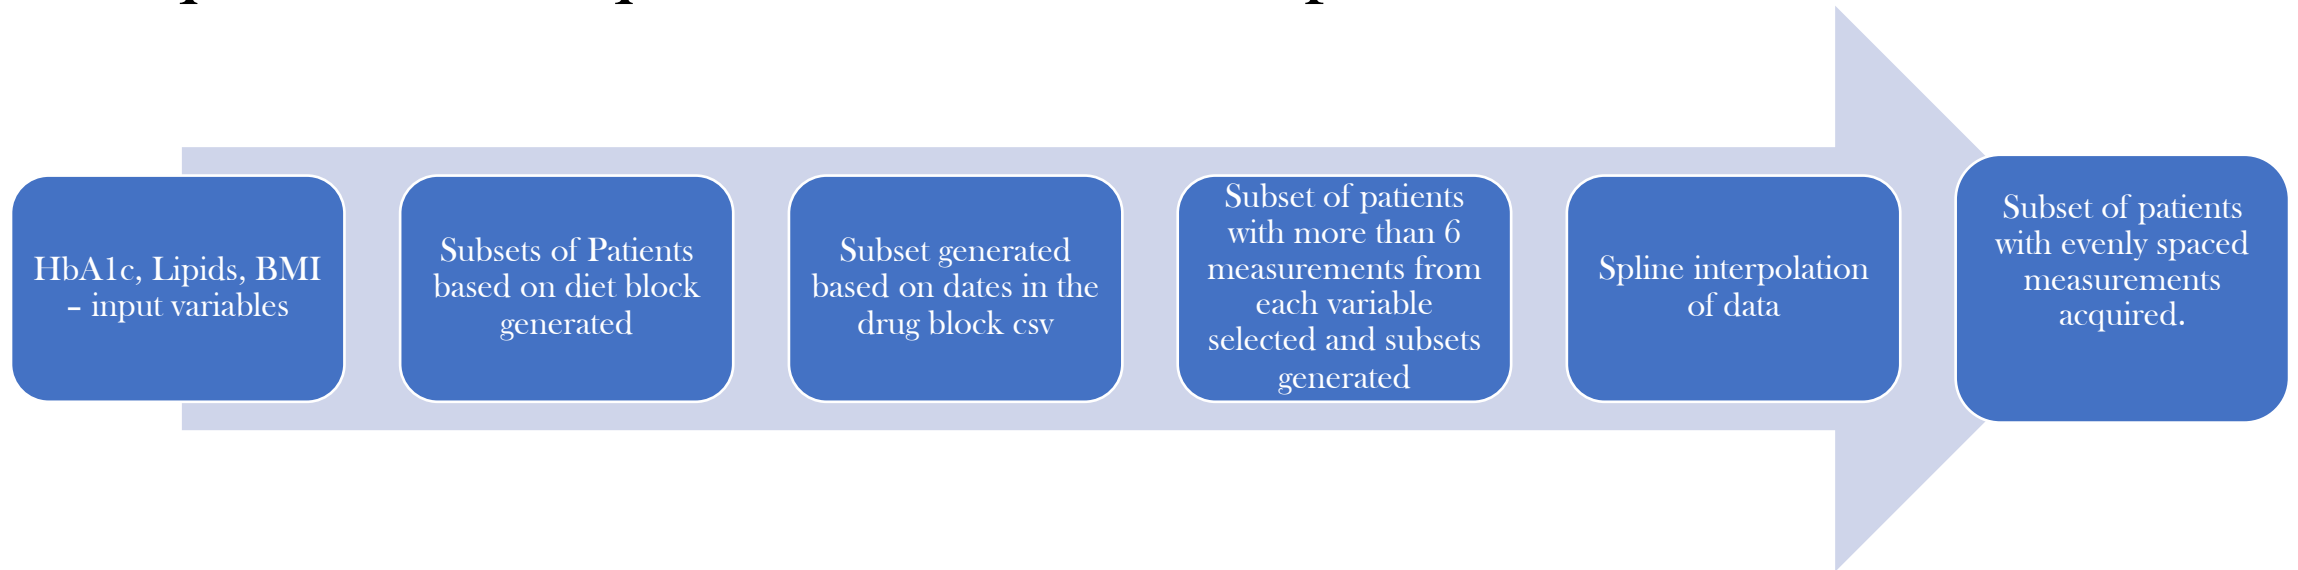 HbA1c, Lipids, BMI
– input variables
Subsets of Patients
based on diet block
generated
Subset generated
based on dates in the
drug block csv
Subset of patients
with more than 6
measurements from
each variable
selected and subsets
generated
Spline interpolation
of data
Subset of patients
with evenly spaced
measurements
acquired.